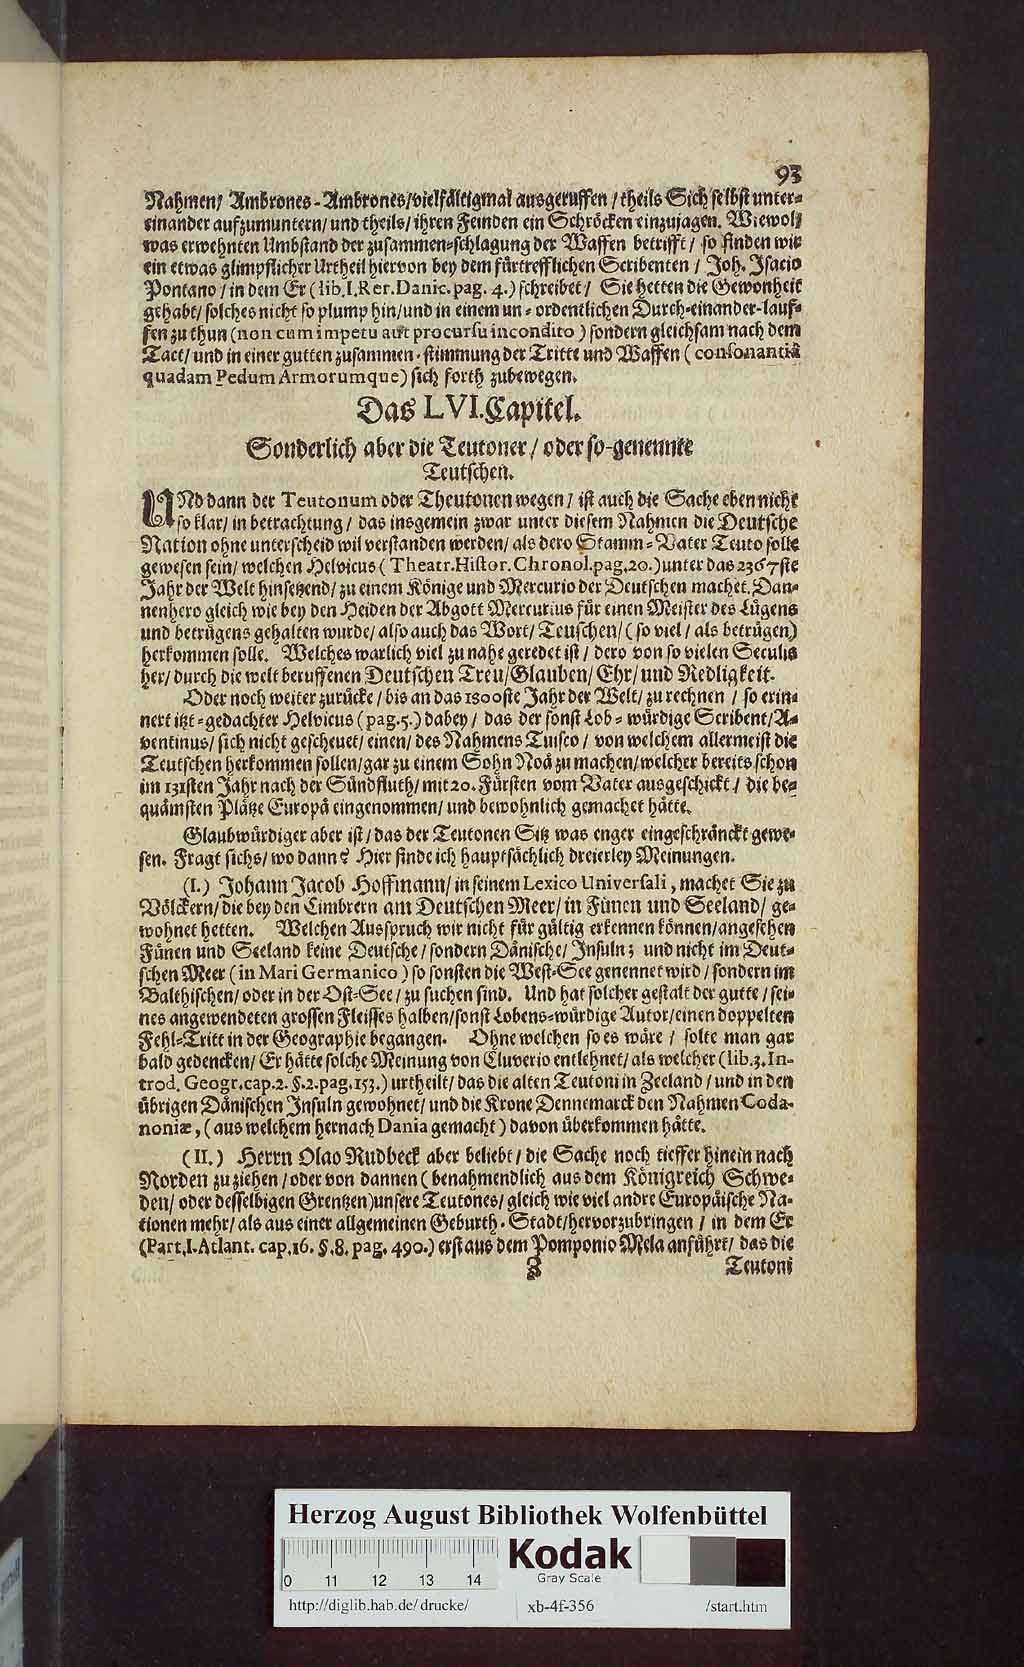 93
Nahmen/ Ambrones-Ambrones/vielfältigmal ausgeruffen/theils Sich selbst unter-
einander aufzumuntern/und theils/ihren Feinden ein Schröcken einzujagen. Wiewol/
was erwehnten Umbstand der zusammen-schlagung der Waffen betrifft/ so finden wir
ein etwas glimpflicher Urtheil hiervon bey dem fürtrefflichen Scribenten/ Joh. Isacio
Pontano/in dem Er (lib.I.Rer.Danic.pag. 4.) schreibet/ Sie hetten die Gewonheit
gehabt/solches nicht so plump hin/und in einem un-ordentlichen Durch-einander-lauf-
fen zu thun (non cum impetu aut procursu incondito) sondern gleichsam nach dem
Tact/und in einer gutten zusammen-stimmung der Tritte und Waffen (consonantiâ
quadam Pedum Armorumque) sich forth zubewegen.
Das LVI. Capitel.
Sonderlich aber die Teutoner/oder so-genennte
Teutschen.
UNd dann der Teutonum oder Theutonen wegen/ ist auch die Sache eben nicht
so klar/in betrachtung/ das insgemein zwar unter diesem Nahmen die Deutsche
Nation ohne unterscheid wil verstanden werden/als dero Stamm-Vater Teuto solle
gewesen sein/welchen Helvicus (Theatr.Histor.Chronol.pag.20.) unter das 2367ste
Jahr der Welt hinsetzend/zu einem Könige und Mercurio der Deutschen machet. Dan-
nenhero gleich wie bey den Heiden der Abgott Mercurius für einen Meister des Lügens
und betrügens gehalten wurde/also auch das Wort/Teuschen/(so viel/als betrügen)
herkommen solle. Welches warlich viel zu nahe geredet ist/dero von so vielen Seculis
her/durch die welt beruffenen Deutschen Treu/Glauben/Ehr/und Redligkeit.
Oder noch weiter zurücke/bis an das 1800ste Jahr der Welt/zu rechnen/ so erin-
nert itzt-gedachter Helvicus (pag.5.) dabey/ das der sonst Lob-würdige Scribent/A-
ventinus/sich nicht gescheuet/einen/des Nahmens Tuisco/von welchem allermeist die
Teutschen herkommen sollen/gar zu einem Sohn Noä zu machen/welcher bereits schon
im 131sten Jahr nach der Sündfluth/mit 20. Fürsten vom Vater ausgeschickt/ die be-
quämsten Plätze Europä eingenommen/und bewohnlich gemachet hätte.
Glaubwürdiger aber ist/das der Teutonen Sitz was enger eingeschränckt gewe-
sen. Fragt sichs/wo dann? Hier finde ich hauptsächlich dreierley Meinungen.
(I.) Johann Jacob Hoffmann/in seinem Lexico Universali, machet Sie zu
Völckern/die bey den Cimbrern am Deutschen Meer/in Fünen und Seeland/ ge-
wohnet hetten. Welchen Ausspruch wir nicht für gültig erkennen können/angesehen
Fünen und Seeland keine Deutsche/sondern Dänische/Insuln; und nicht im Deut-
schen Meer (in Mari Germanico) so sonsten die West-See genennet wird/sondern im
Balthischen/oder in der Ost-See/zu suchen sind. Und hat solcher gestalt der gutte/sei-
nes angewendeten grossen Fleisses halben/sonst Lobens-würdige Autor/einen doppelten
Fehl-Tritt in der Geographie begangen. Ohne welchen so es wäre/ solte man gar
bald gedencken/Er hätte solche Meinung von Cluverio entlehnet/als welcher (lib.3.In-
trod. Geogr.cap.2. §.2.pag.153.) urtheilt/das die alten Teutoni in Zeeland/und in den
übrigen Dänischen Insuln gewohnet/und die Krone Dennemarck den Nahmen Coda-
noniæ, (aus welchem hernach Dania gemacht) davon überkommen hätte.
(II.) Herrn Olao Rudbeck aber beliebt/die Sache noch tieffer hinein nach
Norden zu ziehen/oder von dannen (benahmendlich aus dem Königreich Schwe-
den/oder desselbigen Grentzen) unsere Teutones/gleich wie viel andre Europäische Na-
tionen mehr/als aus einer allgemeinen Geburth-Stadt/hervorzubringen/ in dem Er
(Part.I.Atlant. cap.16. §.8. pag. 490.) erst aus dem Pomponio Mela anführt/das die
Z
Teutoni
Herzog August Bibliothek Wolfenbüttel
0 11 12 13 14
Kodak
Gray Scale
http://diglib.hab.de/drucke/
xb-4f-356
/start.htm